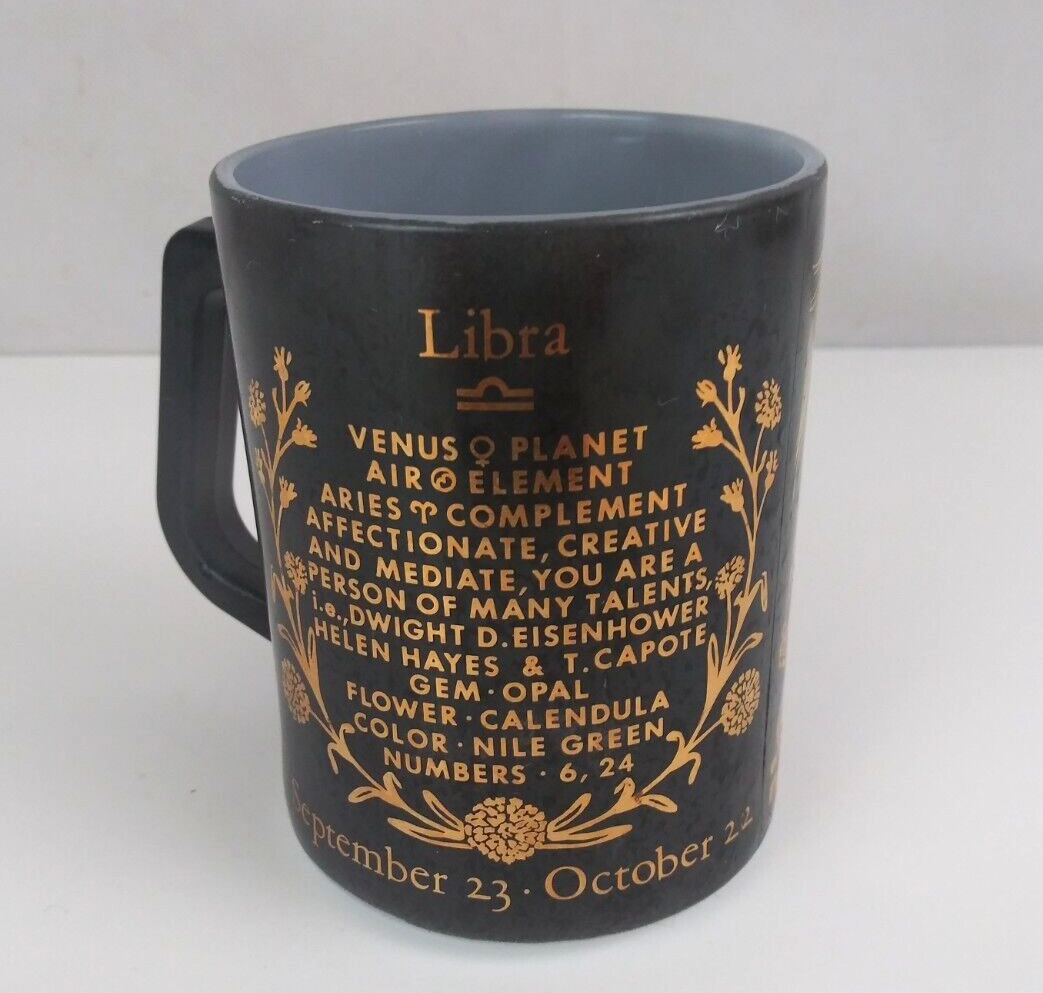 Libra
♎
VENUS ♀ PLANET
AIR ELEMENT
ARIES ♈ COMPLEMENT
AFFECTIONATE, CREATIVE
AND MEDIATE, YOU ARE A
PERSON OF MANY TALENTS,
i.e., DWIGHT D. EISENHOWER
HELEN HAYES & T. CAPOTE
GEM · OPAL
FLOWER · CALENDULA
COLOR · NILE GREEN
NUMBERS · 6, 24
September 23 · October 22